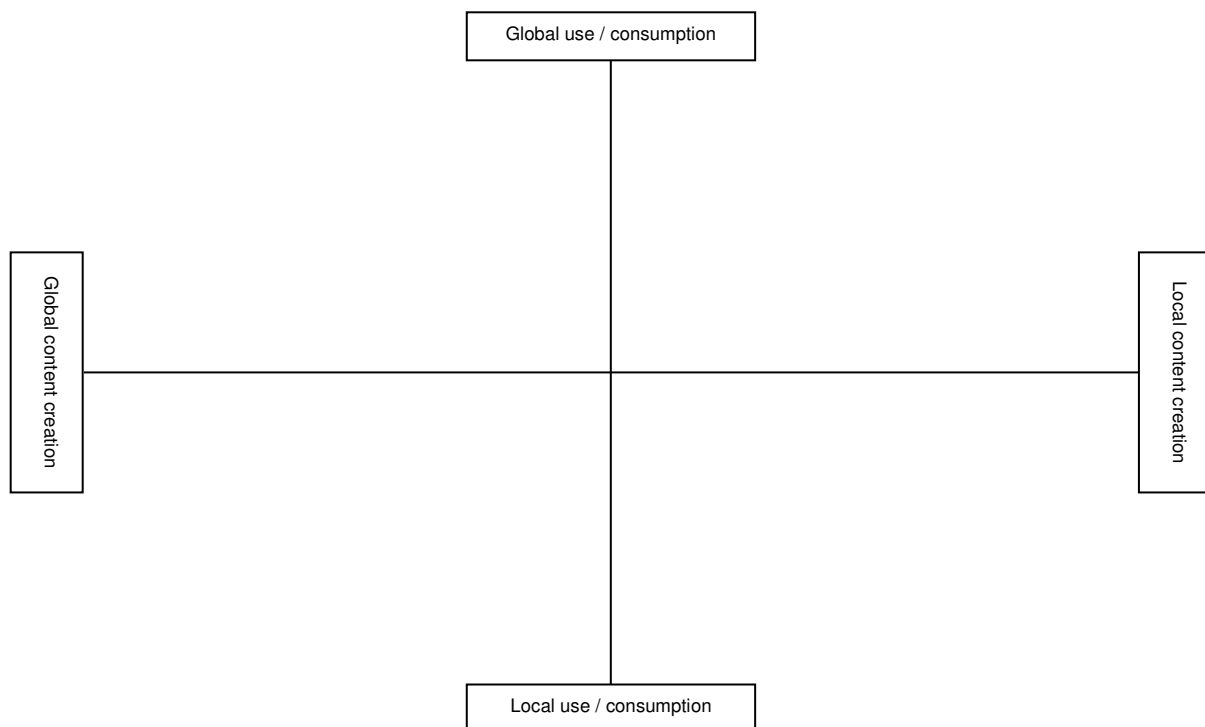 Global use / consumption
Global content creation
Local content creation
Local use / consumption